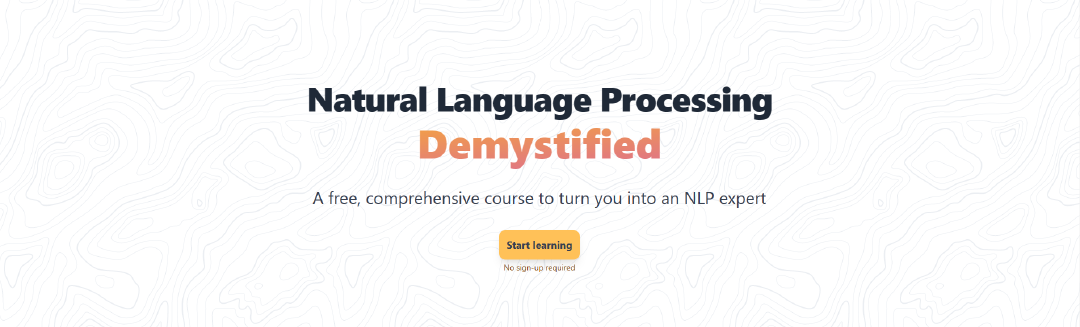 Natural Language Processing
Demystified
A free, comprehensive course to turn you into an NLP expert
Start learning
No sign-up required